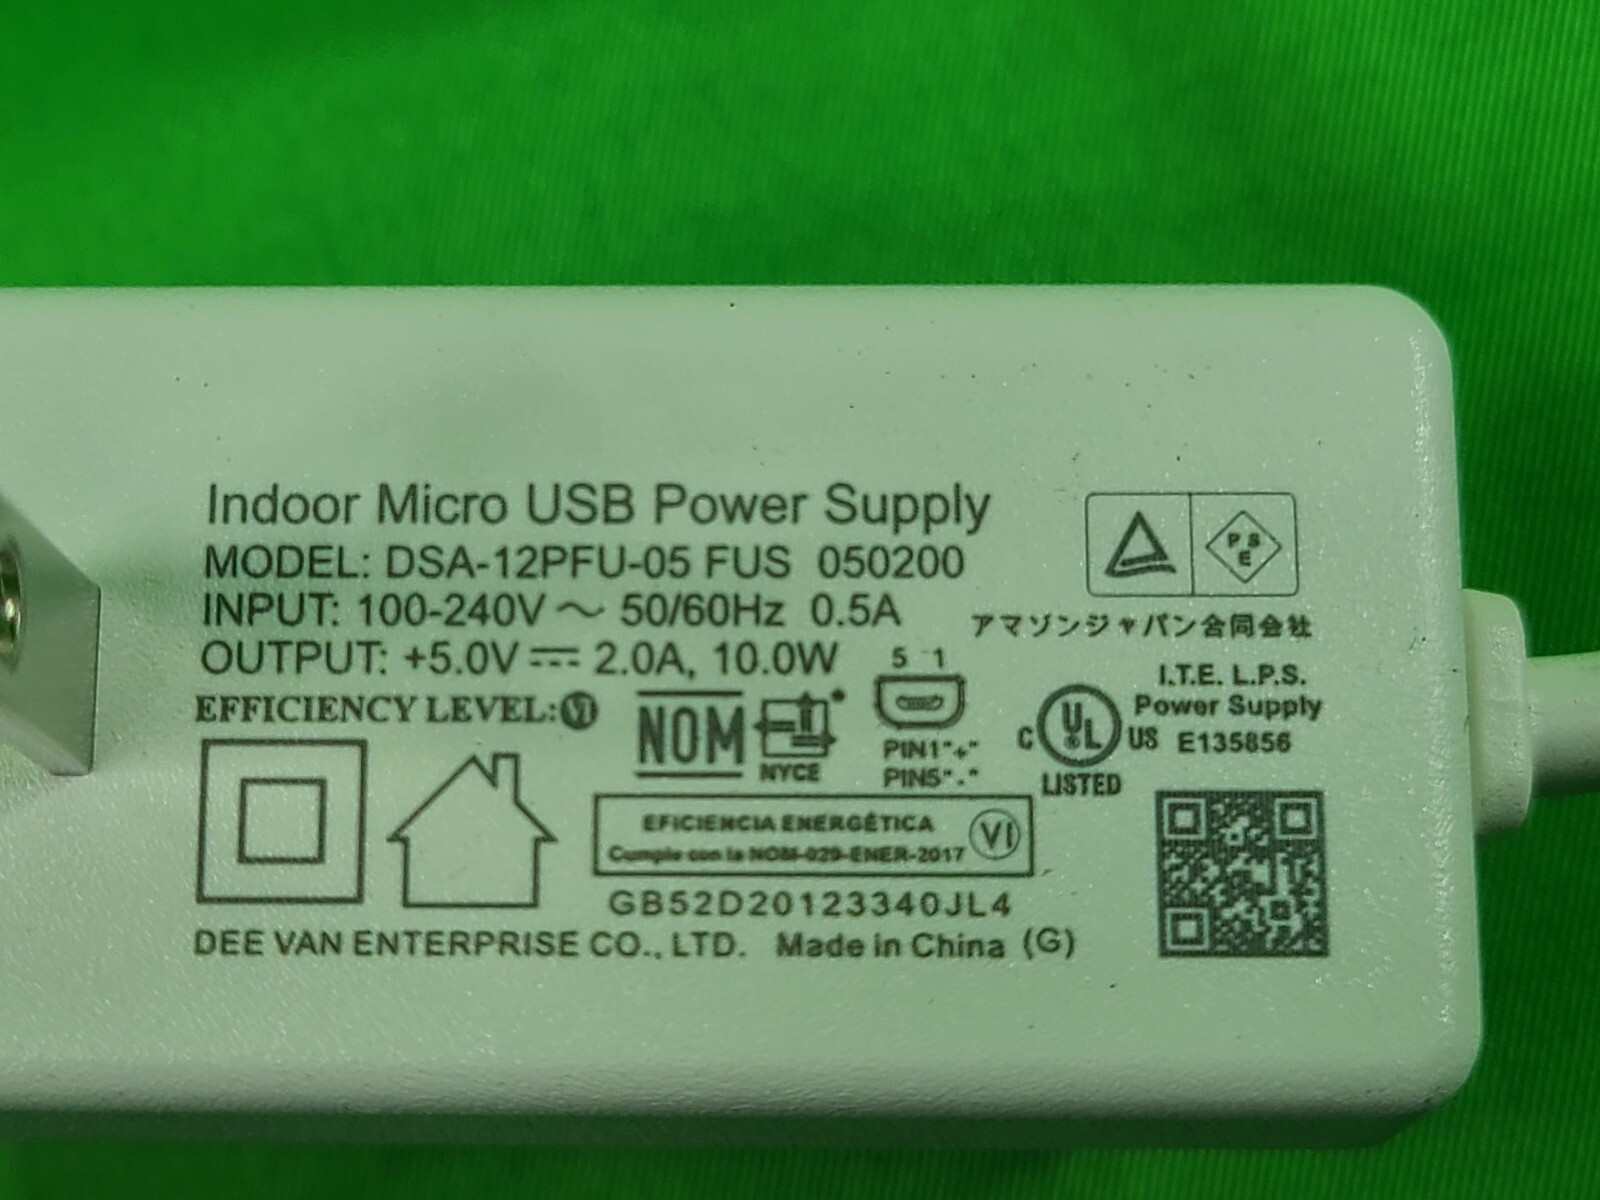 Indoor Micro USB Power Supply
MODEL: DSA-12PFU-05 FUS 050200
INPUT: 100-240V ~ 50/60Hz 0.5A
OUTPUT: +5.0V ⎓ 2.0A, 10.0W
EFFICIENCY LEVEL: VI
P S
E
アマゾンジャパン合同会社
NOM
NYCE
5 1
PIN1"+"
PIN5"-"
C UL US
LISTED
I.T.E. L.P.S.
Power Supply
E135856
EFICIENCIA ENERGÉTICA
Cumple con la NOM-029-ENER-2017
VI
GB52D20123340JL4
DEE VAN ENTERPRISE CO., LTD. Made in China (G)